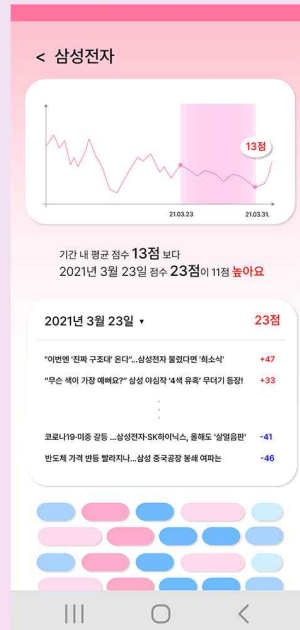 < 삼성전자
13점
21.03.23 21.03.31.
기간 내 평균 점수 13점 보다
2021년 3월 23일 점수 23점이 11점 높아요
2021년 3월 23일 ▾ 23점
"이번엔 '진짜 구조대' 온다"...삼성전자 물렸다면 '희소식' +47
"무슨 색이 가장 예뻐요?" 삼성 야심작 '4색 유혹' 무더기 등장! +33
코로나19·미중 갈등 ...삼성전자·SK하이닉스, 올해도 '살얼음판' -41
반도체 가격 반등 빨라지나...삼성 중국공장 봉쇄 여파는 -46